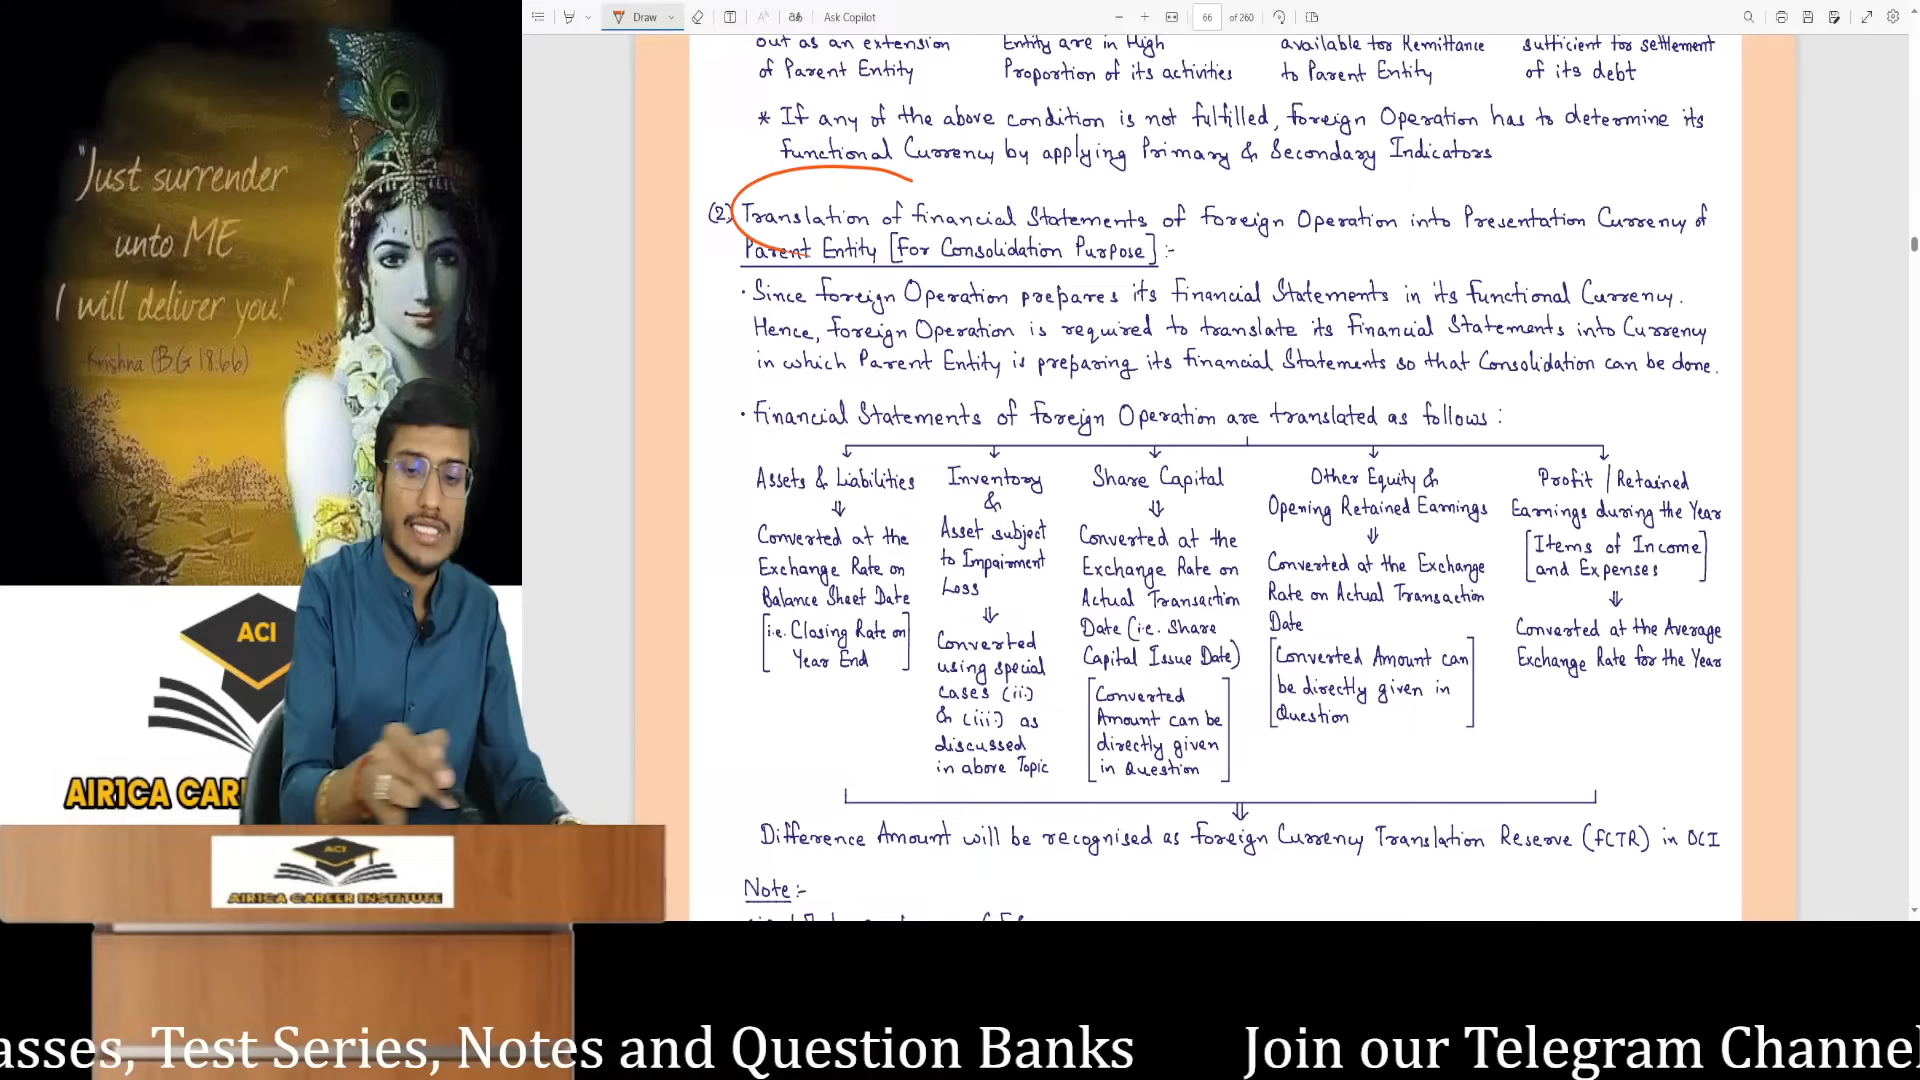 "Just surrender
unto ME
I will deliver you!"
-Krishna (B.G 18.66)
ACI
AIR1CA CAR
ACI
AIR1CA CAREER INSTITUTE
Draw
Ask Copilot
66 of 260
out as an extension
of Parent Entity
Entity are in High
Proportion of its activities
available for Remittance
to Parent Entity
sufficient for settlement
of its debt
* If any of the above condition is not fulfilled, Foreign Operation has to determine its
Functional Currency by applying Primary & Secondary Indicators
(2) Translation of Financial Statements of Foreign Operation into Presentation Currency of
Parent Entity [For Consolidation Purpose] :-
· Since Foreign Operation prepares its Financial Statements in its Functional Currency.
Hence, Foreign Operation is required to translate its Financial Statements into Currency
in which Parent Entity is preparing its Financial Statements so that Consolidation can be done.
· Financial Statements of Foreign Operation are translated as follows :
Assets & Liabilities
Converted at the
Exchange Rate on
Balance Sheet Date
[i.e. Closing Rate on
Year End]
Inventory
&
Asset subject
to Impairment
Loss
Converted
using special
cases (ii) 
& (iii) as
discussed
in above Topic
Share Capital
Converted at the
Exchange Rate on
Actual Transaction
Date (i.e. Share
Capital Issue Date)
[Converted
Amount can be
directly given
in Question]
Other Equity &
Opening Retained Earnings
Converted at the Exchange
Rate on Actual Transaction
Date
[Converted Amount can
be directly given in
Question]
Profit / Retained
Earnings during the Year
[Items of Income
and Expenses]
Converted at the Average
Exchange Rate for the Year
Difference Amount will be recognised as Foreign Currency Translation Reserve (FCTR) in OCI
Note :-
asses, Test Series, Notes and Question Banks
Join our Telegram Channel